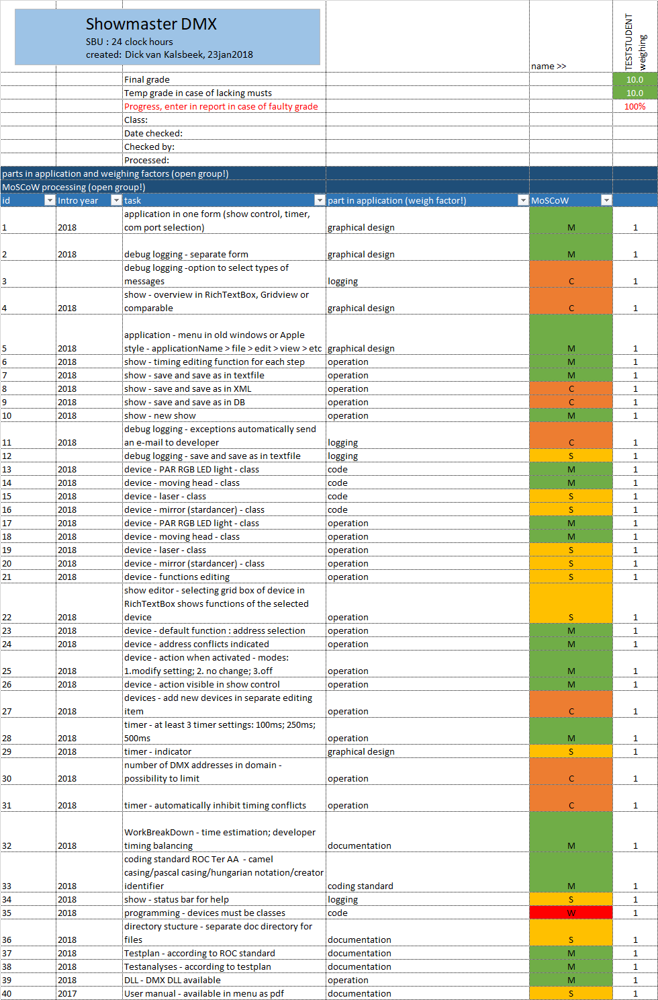 Showmaster DMX
SBU : 24 clock hours
created: Dick van Kalsbeek, 23jan2018
name >>
TESTSTUDENT
weighing
Final grade 10.0
Temp grade in case of lacking musts 10.0
Progress, enter in report in case of faulty grade 100%
Class:
Date checked:
Checked by:
Processed:
parts in application and weighing factors (open group!)
MoSCoW processing (open group!)
id Intro year task part in application (weigh factor!) MoSCoW
application in one form (show control, timer,
1 2018 com port selection) graphical design M 1
2 2018 debug logging - separate form graphical design M 1
debug logging -option to select types of
3 messages logging C 1
show - overview in RichTextBox, Gridview or
4 2018 comparable graphical design C 1
application - menu in old windows or Apple
5 2018 style - applicationName > file > edit > view > etc graphical design M 1
6 2018 show - timing editing function for each step operation M 1
7 2018 show - save and save as in textfile operation M 1
8 2018 show - save and save as in XML operation C 1
9 2018 show - save and save as in DB operation C 1
10 2018 show - new show operation M 1
debug logging - exceptions automatically send
11 2018 an e-mail to developer logging C 1
12 debug logging - save and save as in textfile logging S 1
13 2018 device - PAR RGB LED light - class code M 1
14 2018 device - moving head - class code M 1
15 2018 device - laser - class code S 1
16 2018 device - mirror (stardancer) - class code S 1
17 2018 device - PAR RGB LED light - class operation M 1
18 2018 device - moving head - class operation M 1
19 2018 device - laser - class operation S 1
20 2018 device - mirror (stardancer) - class operation S 1
21 2018 device - functions editing operation S 1
show editor - selecting grid box of device in
RichTextBox shows functions of the selected
22 2018 device operation S 1
23 2018 device - default function : address selection operation M 1
24 2018 device - address conflicts indicated operation M 1
device - action when activated - modes:
25 2018 1.modify setting; 2. no change; 3.off operation M 1
26 2018 device - action visible in show control operation M 1
devices - add new devices in separate editing
27 2018 item operation C 1
timer - at least 3 timer settings: 100ms; 250ms;
28 2018 500ms operation M 1
29 2018 timer - indicator graphical design S 1
number of DMX addresses in domain -
30 2018 possibility to limit operation C 1
31 2018 timer - automatically inhibit timing conflicts operation C 1
WorkBreakDown - time estimation; developer
32 2018 timing balancing documentation M 1
coding standard ROC Ter AA - camel
casing/pascal casing/hungarian notation/creator
33 2018 identifier coding standard M 1
34 2018 show - status bar for help logging S 1
35 2018 programming - devices must be classes code W 1
directory stucture - separate doc directory for
36 2018 files documentation S 1
37 2018 Testplan - according to ROC standard documentation M 1
38 2018 Testanalyses - according to testplan documentation M 1
39 2018 DLL - DMX DLL available operation M 1
40 2017 User manual - available in menu as pdf documentation S 1